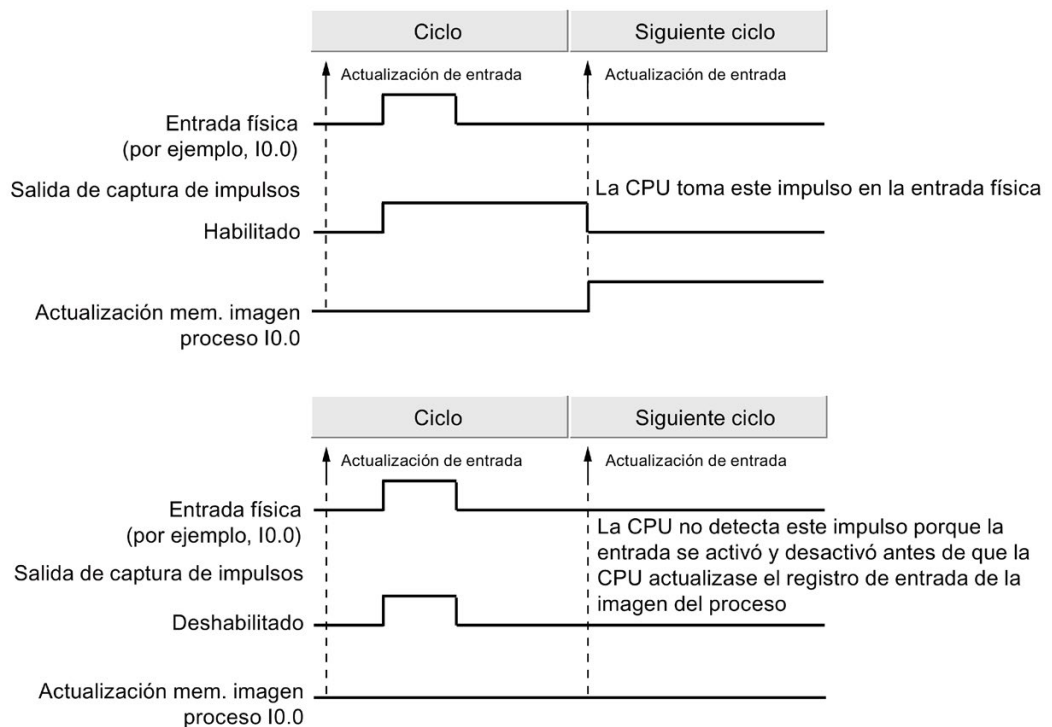 Ciclo
Siguiente ciclo
Actualización de entrada
Actualización de entrada
Entrada física
(por ejemplo, I0.0)
Salida de captura de impulsos
La CPU toma este impulso en la entrada física
Habilitado
Actualización mem. imagen
proceso I0.0
Ciclo
Siguiente ciclo
Actualización de entrada
Actualización de entrada
Entrada física
(por ejemplo, I0.0)
La CPU no detecta este impulso porque la
entrada se activó y desactivó antes de que la
CPU actualizase el registro de entrada de la
imagen del proceso
Salida de captura de impulsos
Deshabilitado
Actualización mem. imagen
proceso I0.0